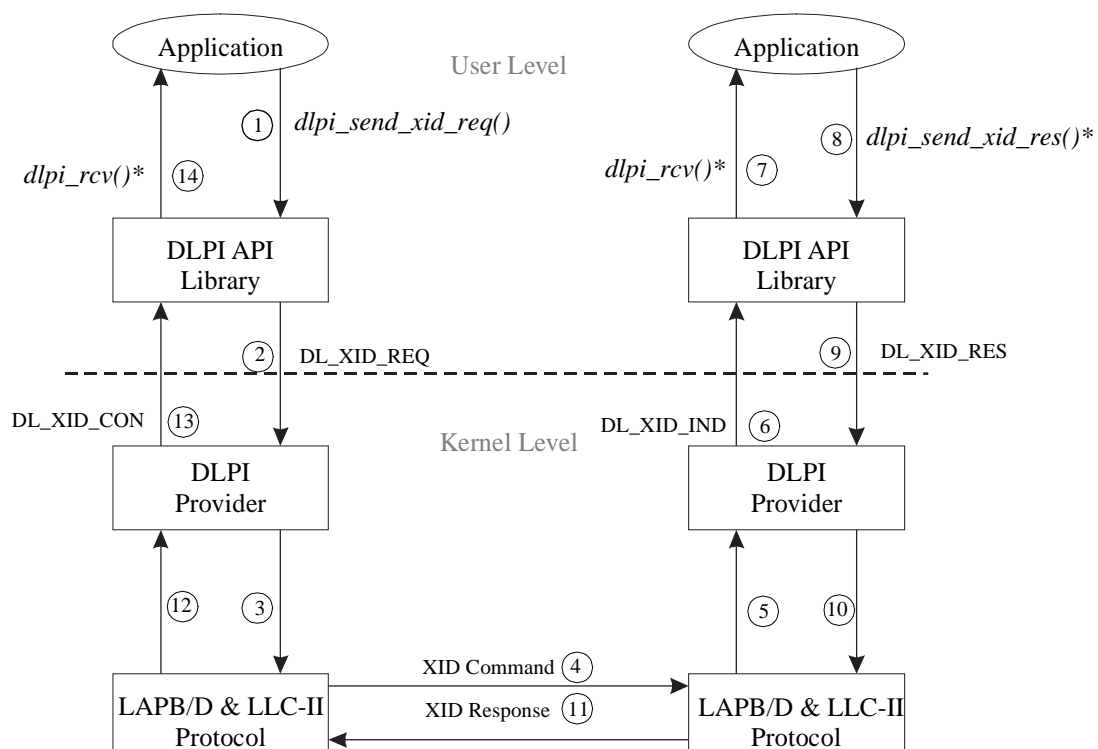 Application
Application
User Level
1
dlpi_send_xid_req()
8
dlpi_send_xid_res()*
dlpi_rcv()*
14
dlpi_rcv()*
7
DLPI API
Library
DLPI API
Library
2
DL_XID_REQ
9
DL_XID_RES
DL_XID_CON
13
DL_XID_IND
6
Kernel Level
DLPI
Provider
DLPI
Provider
12
3
5
10
XID Command
4
XID Response
11
LAPB/D & LLC-II
Protocol
LAPB/D & LLC-II
Protocol